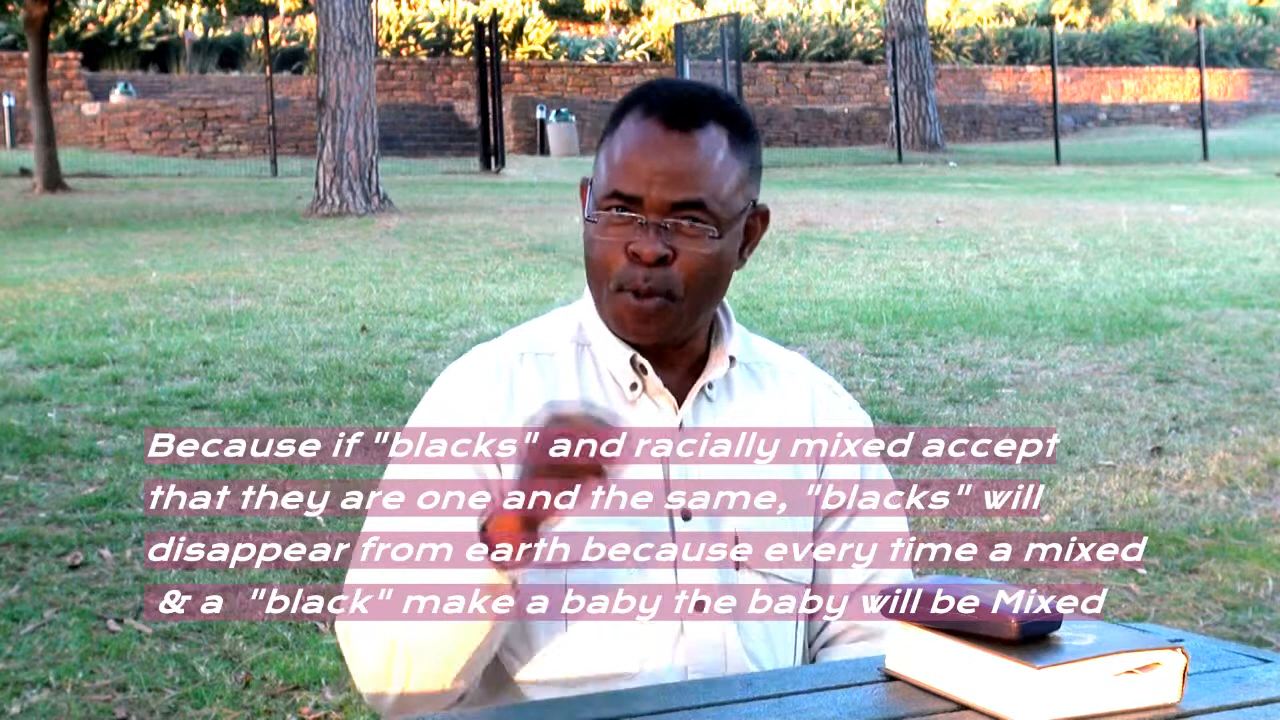 Because if "blacks" and racially mixed accept
that they are one and the same, "blacks" will
disappear from earth because every time a mixed
& a "black" make a baby the baby will be Mixed